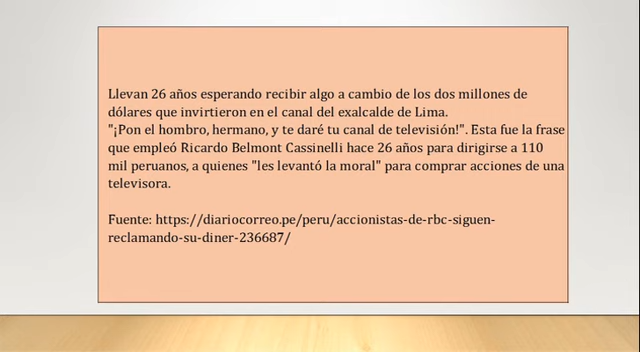 Llevan 26 años esperando recibir algo a cambio de los dos millones de
dólares que invirtieron en el canal del exalcalde de Lima.
"¡Pon el hombro, hermano, y te daré tu canal de televisión!". Esta fue la frase
que empleó Ricardo Belmont Cassinelli hace 26 años para dirigirse a 110
mil peruanos, a quienes "les levantó la moral" para comprar acciones de una
televisora.
Fuente: https://diariocorreo.pe/peru/accionistas-de-rbc-siguen-
reclamando-su-diner-236687/